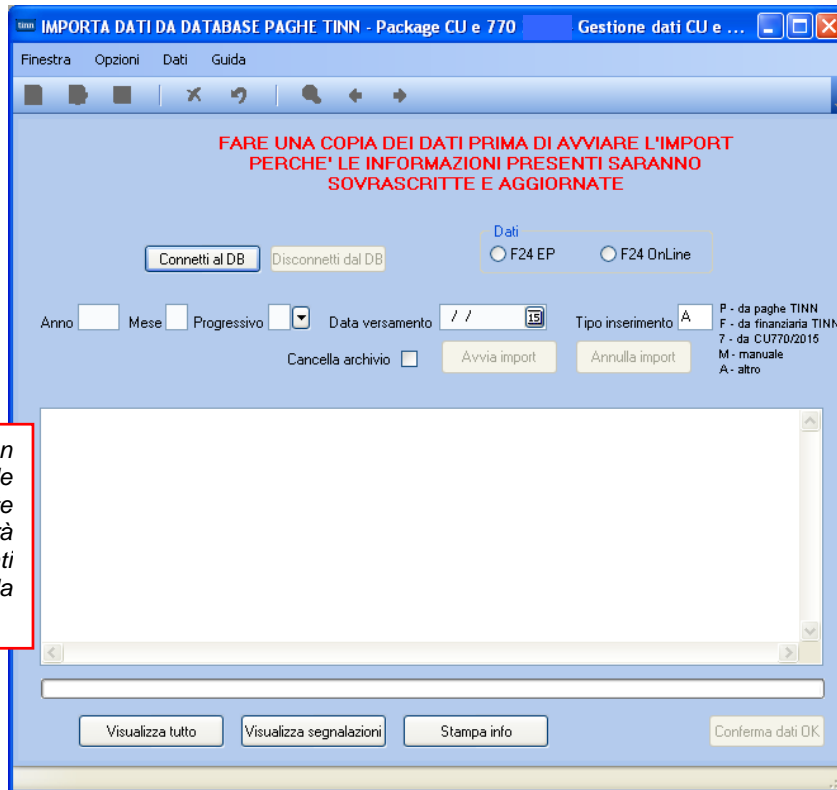 tinn IMPORTA DATI DA DATABASE PAGHE TINN - Package CU e 770 Gestione dati CU e ...
Finestra Opzioni Dati Guida
FARE UNA COPIA DEI DATI PRIMA DI AVVIARE L'IMPORT
PERCHE' LE INFORMAZIONI PRESENTI SARANNO
SOVRASCRITTE E AGGIORNATE
Dati
Connetti al DB Disconnetti dal DB F24 EP F24 OnLine
Anno Mese Progressivo Data versamento / / 15 Tipo inserimento A
P - da paghe TINN
F - da finanziaria TINN
7 - da CU770/2015
M - manuale
A - altro
Cancella archivio Avvia import Annulla import
Visualizza tutto Visualizza segnalazioni Stampa info Conferma dati OK